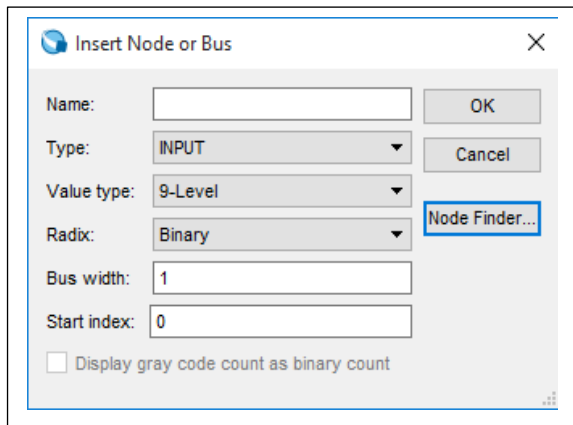 Insert Node or Bus
Name:
OK
Type: INPUT
Cancel
Value type: 9-Level
Node Finder...
Radix: Binary
Bus width: 1
Start index: 0
Display gray code count as binary count